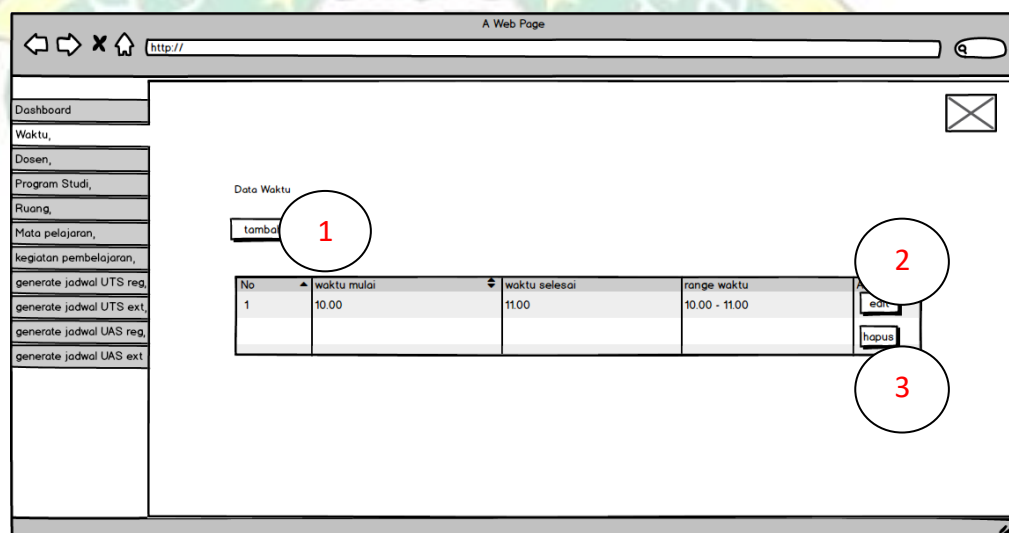 A Web Page
http://
Dashboard
Waktu,
Dosen,
Program Studi,
Ruang,
Mata pelajaran,
kegiatan pembelajaran,
generate jadwal UTS reg,
generate jadwal UTS ext,
generate jadwal UAS reg,
generate jadwal UAS ext
Data Waktu
1
2
No waktu mulai waktu selesai range waktu
1 10.00 11.00 10.00 - 11.00 edit
hapus
3